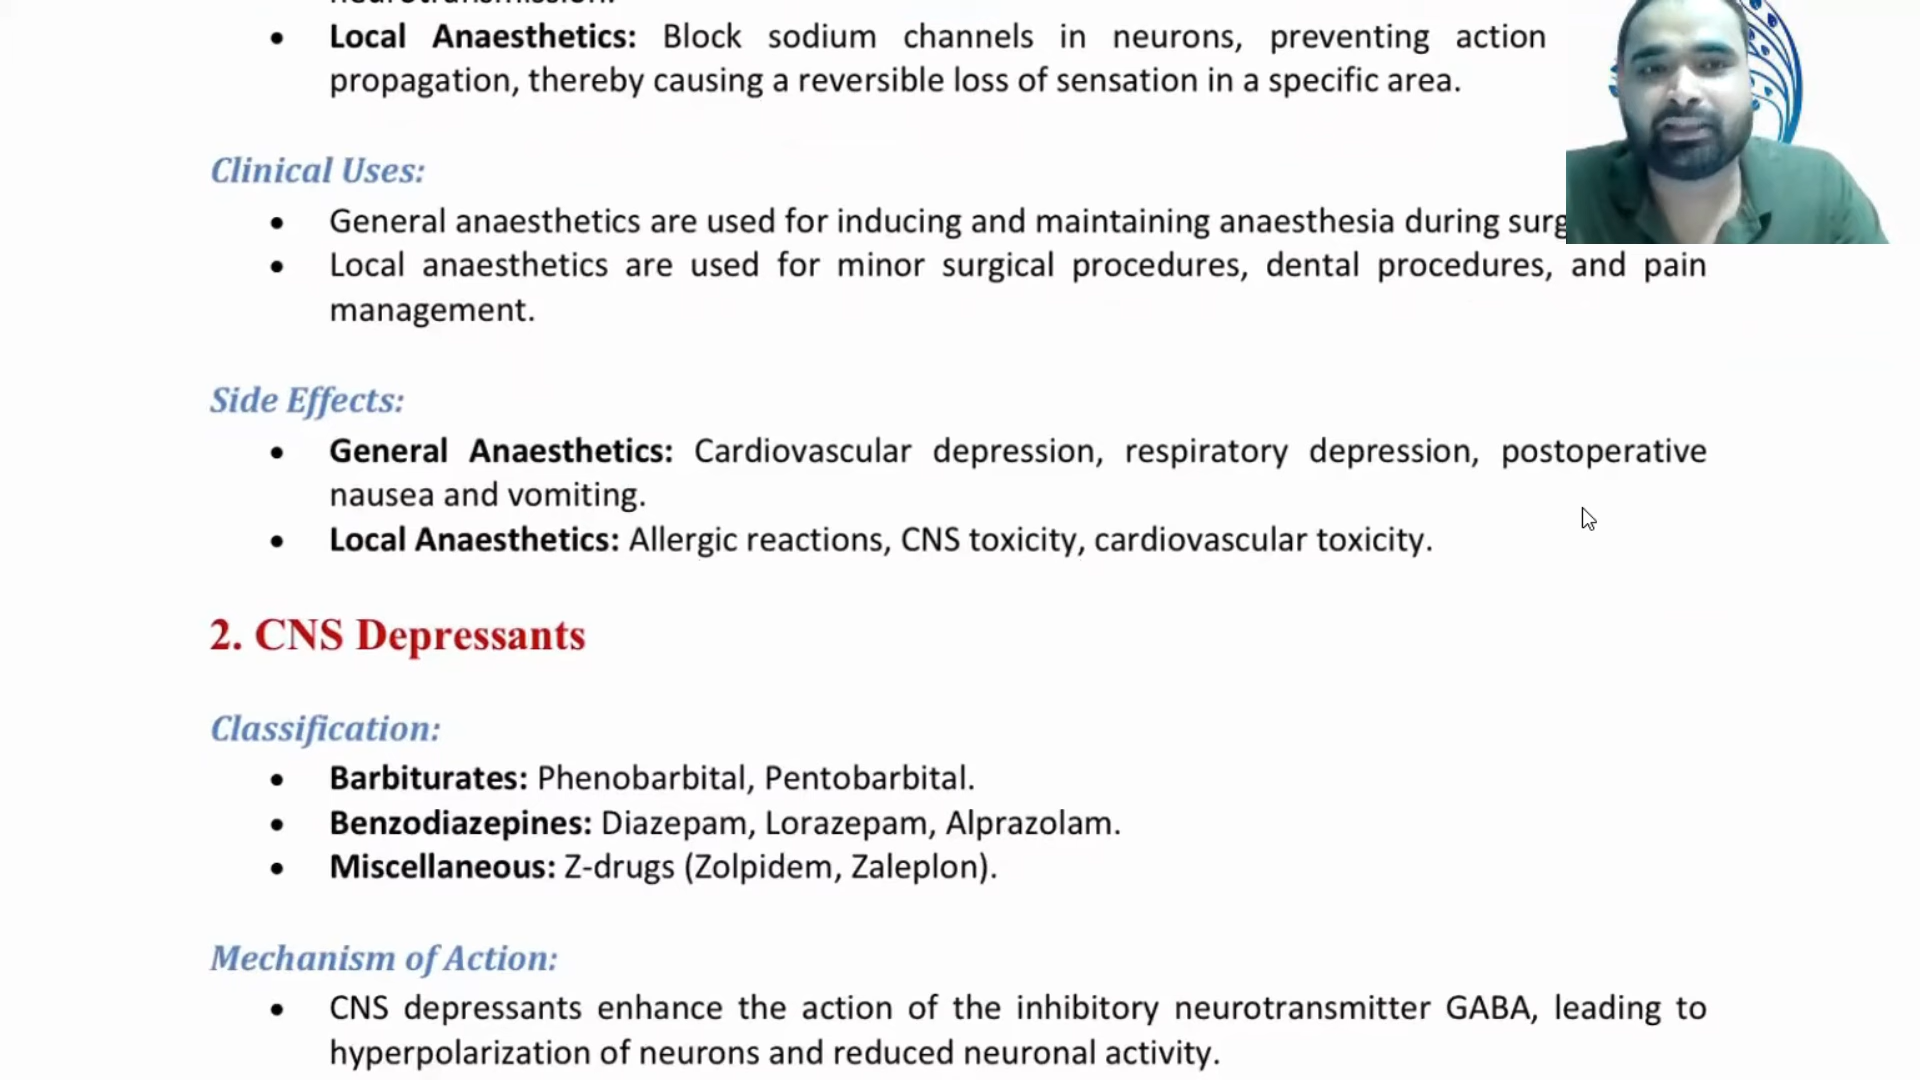 • Local Anaesthetics: Block sodium channels in neurons, preventing action
propagation, thereby causing a reversible loss of sensation in a specific area.
Clinical Uses:
• General anaesthetics are used for inducing and maintaining anaesthesia during
• Local anaesthetics are used for minor surgical procedures, dental procedures, and pain
management.
Side Effects:
• General Anaesthetics: Cardiovascular depression, respiratory depression, postoperative
nausea and vomiting.
• Local Anaesthetics: Allergic reactions, CNS toxicity, cardiovascular toxicity.
2. CNS Depressants
Classification:
• Barbiturates: Phenobarbital, Pentobarbital.
• Benzodiazepines: Diazepam, Lorazepam, Alprazolam.
• Miscellaneous: Z-drugs (Zolpidem, Zaleplon).
Mechanism of Action:
• CNS depressants enhance the action of the inhibitory neurotransmitter GABA, leading to
hyperpolarization of neurons and reduced neuronal activity.